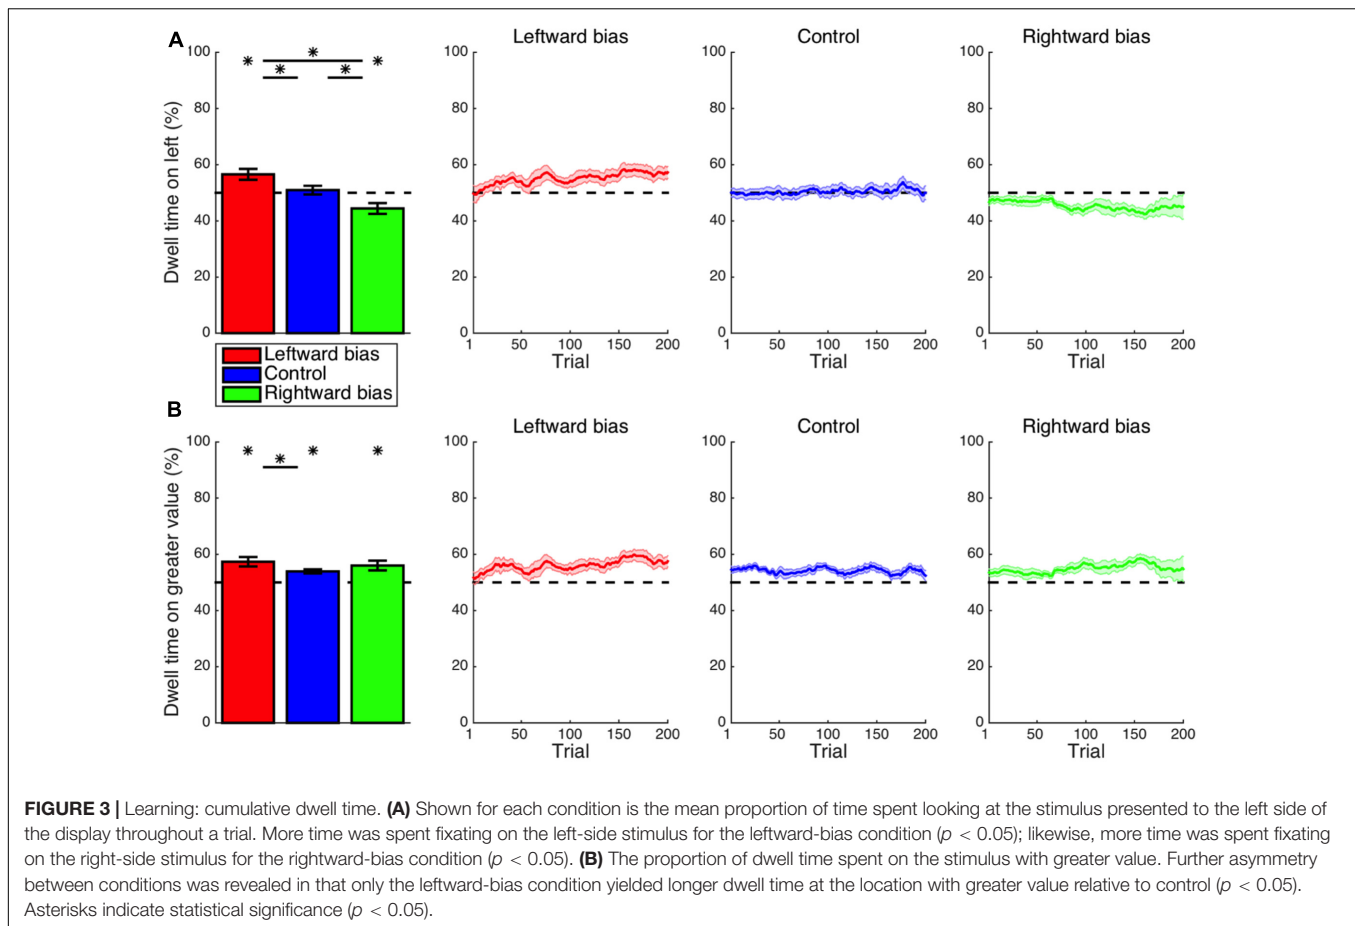 A
Leftward bias
Control
Rightward bias
Dwell time on left (%)
100
80
60
40
20
0
* * *
* *
100
80
60
40
20
0
1 50 100 150 200
Trial
100
80
60
40
20
0
1 50 100 150 200
Trial
100
80
60
40
20
0
1 50 100 150 200
Trial
Leftward bias
Control
Rightward bias
B
Leftward bias
Control
Rightward bias
Dwell time on greater value (%)
100
80
60
40
20
0
* * *
*
100
80
60
40
20
0
1 50 100 150 200
Trial
100
80
60
40
20
0
1 50 100 150 200
Trial
100
80
60
40
20
0
1 50 100 150 200
Trial
FIGURE 3 | Learning: cumulative dwell time. (A) Shown for each condition is the mean proportion of time spent looking at the stimulus presented to the left side of
the display throughout a trial. More time was spent fixating on the left-side stimulus for the leftward-bias condition (p < 0.05); likewise, more time was spent fixating
on the right-side stimulus for the rightward-bias condition (p < 0.05). (B) The proportion of dwell time spent on the stimulus with greater value. Further asymmetry
between conditions was revealed in that only the leftward-bias condition yielded longer dwell time at the location with greater value relative to control (p < 0.05).
Asterisks indicate statistical significance (p < 0.05).